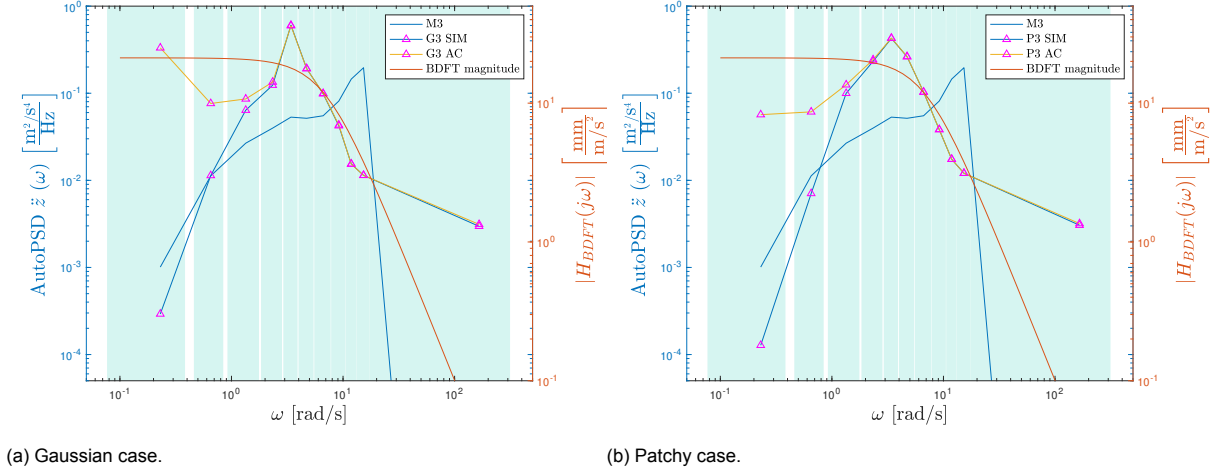 M3
G3 SIM
G3 AC
BDFT magnitude
10^0
10^-1
10^-2
10^-3
10^-4
AutoPSD z̈ (ω) [m²/s⁴ / Hz]
10^1
10^0
10^-1
|H_BDFT(jω)| [mm / m/s²]
10^-1
10^0
10^1
10^2
ω [rad/s]
(a) Gaussian case.
M3
P3 SIM
P3 AC
BDFT magnitude
10^0
10^-1
10^-2
10^-3
10^-4
AutoPSD z̈ (ω) [m²/s⁴ / Hz]
10^1
10^0
10^-1
|H_BDFT(jω)| [mm / m/s²]
10^-1
10^0
10^1
10^2
ω [rad/s]
(b) Patchy case.